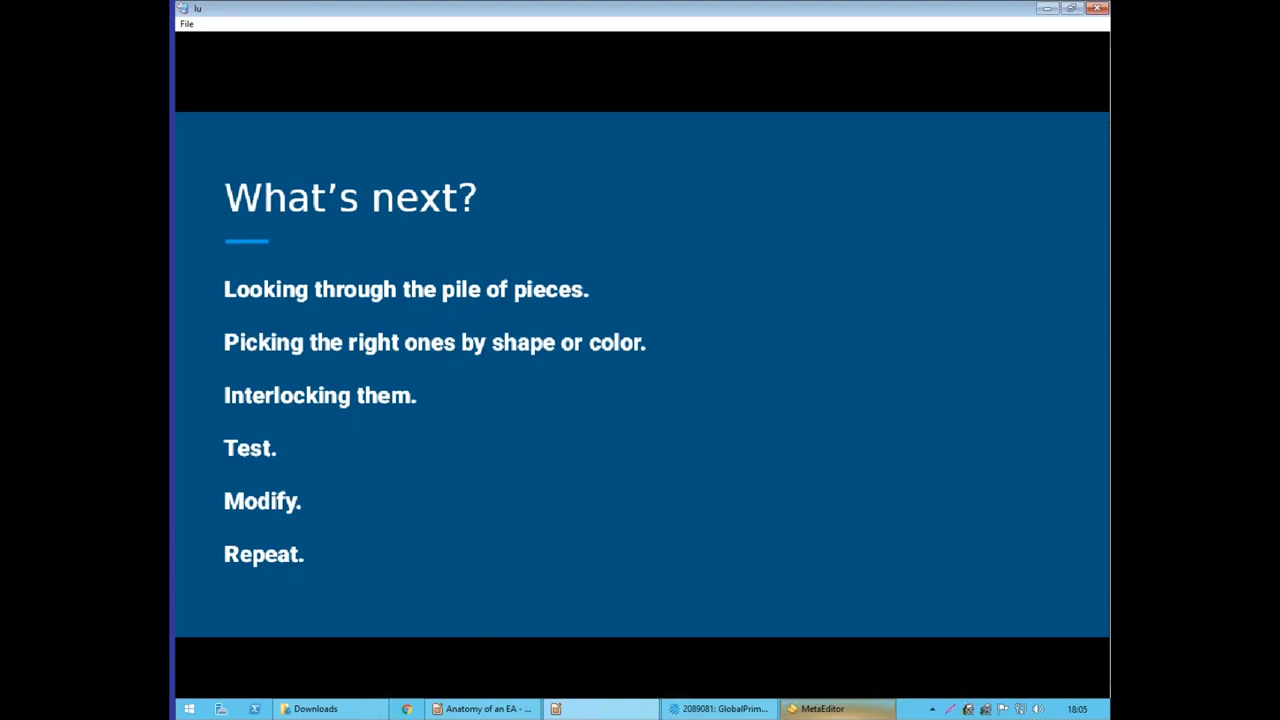 lu
File
What’s next?
Looking through the pile of pieces.
Picking the right ones by shape or color.
Interlocking them.
Test.
Modify.
Repeat.
Downloads
Anatomy of an EA - ...
2089081: GlobalPrim...
MetaEditor
18:05